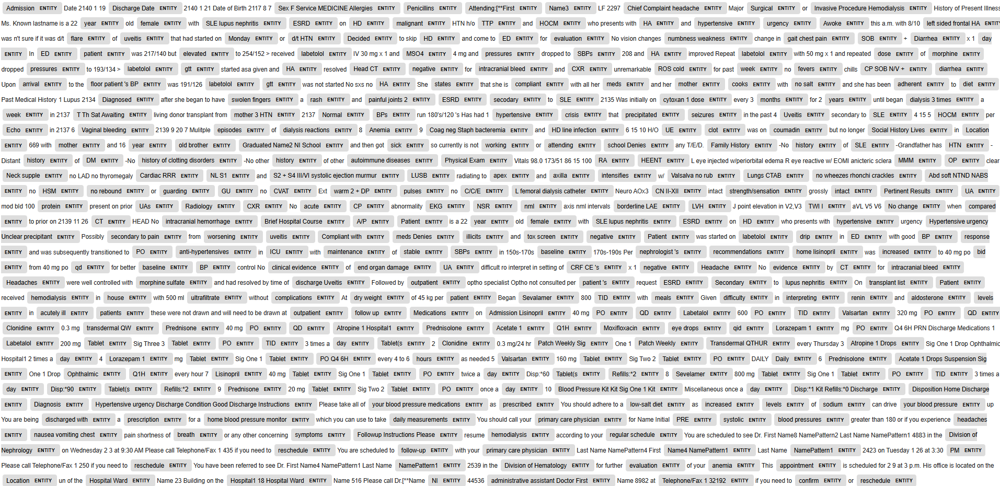 Admission ENTITY Date 2140 1 19 Discharge Date ENTITY 2140 1 21 Date of Birth 2117 8 7 Sex F Service MEDICINE Allergies ENTITY Penicillins ENTITY Attending:[**First ENTITY Name3 ENTITY LF 2297 Chief Complaint headache ENTITY Major Surgical ENTITY or Invasive Procedure Hemodialysis ENTITY History of Present Illness
Ms. Known lastname is a 22 year ENTITY old female ENTITY with SLE lupus nephritis ENTITY ESRD ENTITY on HD ENTITY malignant ENTITY HTN h/o TTP ENTITY and HOCM ENTITY who presents with HA ENTITY and hypertensive ENTITY urgency ENTITY Awoke ENTITY this a.m. with 8/10 left sided frontal HA ENTITY
was n't sure if it was d/t flare ENTITY of uveitis ENTITY that had started on Monday ENTITY or d/t HTN ENTITY Decided ENTITY to skip HD ENTITY and come to ED ENTITY for evaluation ENTITY No vision changes numbness weakness ENTITY change in gait chest pain ENTITY SOB ENTITY + Diarrhea ENTITY x 1 day
ENTITY In ED ENTITY patient ENTITY was 217/140 but elevated ENTITY to 254/152 > received labetolol ENTITY IV 30 mg x 1 and MSO4 ENTITY 4 mg and pressures ENTITY dropped to SBPs ENTITY 208 and HA ENTITY improved Repeat labetolol ENTITY with 50 mg x 1 and repeated dose ENTITY of morphine ENTITY
dropped pressures ENTITY to 193/134 > labetolol ENTITY gtt ENTITY started asa given and HA ENTITY resolved Head CT ENTITY negative ENTITY for intracranial bleed ENTITY and CXR ENTITY unremarkable ROS cold ENTITY for past week ENTITY no fevers ENTITY chills CP SOB N/V + ENTITY diarrhea ENTITY
Upon arrival ENTITY to the floor patient 's BP ENTITY was 191/126 labetolol ENTITY gtt ENTITY was not started No sxs no HA ENTITY She states ENTITY that she is compliant ENTITY with all her meds ENTITY and her mother ENTITY cooks ENTITY with no salt ENTITY and she has been adherent ENTITY to diet ENTITY
Past Medical History 1 Lupus 2134 Diagnosed ENTITY after she began to have swolen fingers ENTITY a rash ENTITY and painful joints 2 ENTITY ESRD ENTITY secodary ENTITY to SLE ENTITY 2135 Was initially on cytoxan 1 dose ENTITY every 3 months ENTITY for 2 years ENTITY until began dialysis 3 times ENTITY a
week ENTITY in 2137 T Th Sat Awaiting ENTITY living donor transplant from mother 3 HTN ENTITY 2137 Normal ENTITY BPs ENTITY run 180's/120 's Has had 1 hypertensive ENTITY crisis ENTITY that precipitated ENTITY seizures ENTITY in the past 4 Uveitis ENTITY secondary to SLE ENTITY 4 15 5 HOCM ENTITY per
Echo ENTITY in 2137 6 Vaginal bleeding ENTITY 2139 9 20 7 Mulitple episodes ENTITY of dialysis reactions ENTITY 8 Anemia ENTITY 9 Coag neg Staph bacteremia ENTITY and HD line infection ENTITY 6 15 10 H/O UE ENTITY clot ENTITY was on coumadin ENTITY but no longer Social History Lives ENTITY in Location
ENTITY 669 with mother ENTITY and 16 year ENTITY old brother ENTITY Graduated Name2 NI School ENTITY and then got sick ENTITY so currently is not working ENTITY or attending ENTITY school Denies ENTITY any T/E/D. Family History ENTITY -No history ENTITY of SLE ENTITY -Grandfather has HTN ENTITY -
Distant history ENTITY of DM ENTITY -No history of clotting disorders ENTITY -No other history ENTITY of other autoimmune diseases ENTITY Physical Exam ENTITY Vitals 98.0 173/51 86 15 100 RA ENTITY HEENT ENTITY L eye injected w/periorbital edema R eye reactive w/ EOMI anicteric sclera MMM ENTITY OP ENTITY clear
Neck supple ENTITY no LAD no thyromegaly Cardiac RRR ENTITY NL S1 ENTITY and S2 + S4 III/VI systolic ejection murmur ENTITY LUSB ENTITY radiating to apex ENTITY and axilla ENTITY intensifies ENTITY w/ Valsalva no rub ENTITY Lungs CTAB ENTITY no wheezes rhonchi crackles ENTITY Abd soft NTND NABS
ENTITY no HSM ENTITY no rebound ENTITY or guarding ENTITY GU ENTITY no CVAT ENTITY Ext warm 2 + DP ENTITY pulses ENTITY no C/C/E ENTITY L femoral dialysis catheter ENTITY Neuro AOx3 CN II-XII ENTITY intact strength/sensation ENTITY grossly intact ENTITY Pertinent Results ENTITY UA ENTITY
mod bld 100 protein ENTITY present on prior UAs ENTITY Radiology ENTITY CXR ENTITY No acute ENTITY CP ENTITY abnormality EKG ENTITY NSR ENTITY nml ENTITY axis nml intervals borderline LAE ENTITY LVH ENTITY J point elevation in V2,V3 TWI I ENTITY aVL V5 V6 No change ENTITY when compared
ENTITY to prior on 2139 11 26 CT ENTITY HEAD No intracranial hemorrhage ENTITY Brief Hospital Course ENTITY A/P ENTITY Patient ENTITY is a 22 year ENTITY old female ENTITY with SLE lupus nephritis ENTITY ESRD ENTITY on HD ENTITY who presents with hypertensive ENTITY urgency Hypertensive urgency
Unclear precipitant ENTITY Possibly secondary to pain ENTITY from worsening ENTITY uveitis ENTITY Compliant with ENTITY meds Denies ENTITY illicits ENTITY and tox screen ENTITY negative ENTITY Patient ENTITY was started on labetolol ENTITY drip ENTITY in ED ENTITY with good BP ENTITY response
ENTITY and was subsequently transitioned to PO ENTITY anti-hypertensives ENTITY in ICU ENTITY with maintenance ENTITY of stable ENTITY SBPs ENTITY in 150s-170s baseline ENTITY 170s-190s Per nephrologist 's ENTITY recommendations ENTITY home lisinopril ENTITY was increased ENTITY to 40 mg po bid
ENTITY from 40 mg po qd ENTITY for better baseline ENTITY BP ENTITY control No clinical evidence ENTITY of end organ damage ENTITY UA ENTITY difficult ro interpret in setting of CRF CE 's ENTITY x 1 negative ENTITY Headache ENTITY No evidence ENTITY by CT ENTITY for intracranial bleed ENTITY
Headaches ENTITY were well controlled with morphine sulfate ENTITY and had resolved by time of discharge Uveitis ENTITY Followed by outpatient ENTITY optho specialist Optho not consulted per patient 's ENTITY request ESRD ENTITY Secondary ENTITY to lupus nephritis ENTITY On transplant list ENTITY Patient ENTITY
received hemodialysis ENTITY in house ENTITY with 500 ml ultrafiltrate ENTITY without complications ENTITY At dry weight ENTITY of 45 kg per patient ENTITY Began Sevalamer ENTITY 800 TID ENTITY with meals ENTITY Given difficulty ENTITY in interpreting ENTITY renin ENTITY and aldosterone ENTITY levels
ENTITY in acutely ill ENTITY patients ENTITY these were not drawn and will need to be drawn at outpatient ENTITY follow up ENTITY Medications ENTITY on Admission Lisinopril ENTITY 40 mg PO ENTITY QD ENTITY Labetalol ENTITY 600 PO ENTITY TID ENTITY Valsartan ENTITY 320 mg PO ENTITY QD ENTITY
Clonidine ENTITY 0.3 mg transdermal QW ENTITY Prednisone ENTITY 40 mg PO ENTITY QD ENTITY Atropine 1 Hospital1 ENTITY Prednisolone ENTITY Acetate 1 ENTITY Q1H ENTITY Moxifloxacin ENTITY eye drops ENTITY qid ENTITY Lorazepam 1 ENTITY mg PO ENTITY Q4 6H PRN Discharge Medications 1
Labetalol ENTITY 200 mg Tablet ENTITY Sig Three 3 Tablet ENTITY PO ENTITY TID ENTITY 3 times a day ENTITY Tablet(s ENTITY 2 Clonidine ENTITY 0.3 mg/24 hr Patch Weekly Sig ENTITY One 1 Patch Weekly ENTITY Transdermal QTHUR ENTITY every Thursday 3 Atropine 1 Drops ENTITY Sig One 1 Drop Ophthalmic
Hospital1 2 times a day ENTITY 4 Lorazepam 1 ENTITY mg Tablet ENTITY Sig One 1 Tablet ENTITY PO Q4 6H ENTITY every 4 to 6 hours ENTITY as needed 5 Valsartan ENTITY 160 mg Tablet ENTITY Sig Two 2 Tablet ENTITY PO ENTITY DAILY Daily ENTITY 6 Prednisolone ENTITY Acetate 1 Drops Suspension Sig
ENTITY One 1 Drop Ophthalmic ENTITY Q1H ENTITY every hour 7 Lisinopril ENTITY 40 mg Tablet ENTITY Sig One 1 Tablet ENTITY PO ENTITY twice a day ENTITY Disp:*60 Tablet(s ENTITY Refills:*2 ENTITY 8 Sevelamer ENTITY 800 mg Tablet ENTITY Sig One 1 Tablet ENTITY PO ENTITY TID ENTITY 3 times a
day ENTITY Disp:*90 ENTITY Tablet(s ENTITY Refills:*2 ENTITY 9 Prednisone ENTITY 20 mg Tablet ENTITY Sig Two 2 Tablet ENTITY PO ENTITY once a day ENTITY 10 Blood Pressure Kit Kit Sig One 1 Kit ENTITY Miscellaneous once a day ENTITY Disp:*1 Kit Refills:*0 Discharge ENTITY Disposition Home Discharge
ENTITY Diagnosis ENTITY Hypertensive urgency Discharge Condition Good Discharge Instructions ENTITY Please take all of your blood pressure medications ENTITY as prescribed ENTITY You should adhere to a low-salt diet ENTITY as increased ENTITY levels ENTITY of sodium ENTITY can drive your blood pressure ENTITY up
You are being discharged with ENTITY a prescription ENTITY for a home blood pressure monitor ENTITY which you can use to take daily measurements ENTITY You should call your primary care physician ENTITY for Name Initial PRE ENTITY systolic ENTITY blood pressures ENTITY greater than 180 or if you experience headaches
ENTITY nausea vomiting chest ENTITY pain shortness of breath ENTITY or any other concerning symptoms ENTITY Followup Instructions Please ENTITY resume hemodialysis ENTITY according to your regular schedule ENTITY You are scheduled to see Dr. First Name8 NamePattern2 Last Name NamePattern1 4883 in the Division of
Nephrology ENTITY on Wednesday 2 3 at 9:30 AM Please call Telephone/Fax 1 435 if you need to reschedule ENTITY You are scheduled to follow-up ENTITY with your primary care physician ENTITY Last Name NamePattern4 First Name4 NamePattern1 ENTITY Last Name NamePattern1 ENTITY 2423 on Tuesday 1 26 at 3:30 PM ENTITY
Please call Telephone/Fax 1 250 if you need to reschedule ENTITY You have been referred to see Dr. First Name4 NamePattern1 Last Name NamePattern1 ENTITY 2539 in the Division of Hematology ENTITY for further evaluation ENTITY of your anemia ENTITY This appointment ENTITY is scheduled for 2 9 at 3 p.m. His office is located on the
Location ENTITY un of the Hospital Ward ENTITY Name 23 Building on the Hospital1 18 Hospital Ward ENTITY Name 516 Please call Dr.[**Name NI ENTITY 44536 administrative assistant Doctor First ENTITY Name 8982 at Telephone/Fax 1 32192 ENTITY if you need to confirm ENTITY or reschedule ENTITY